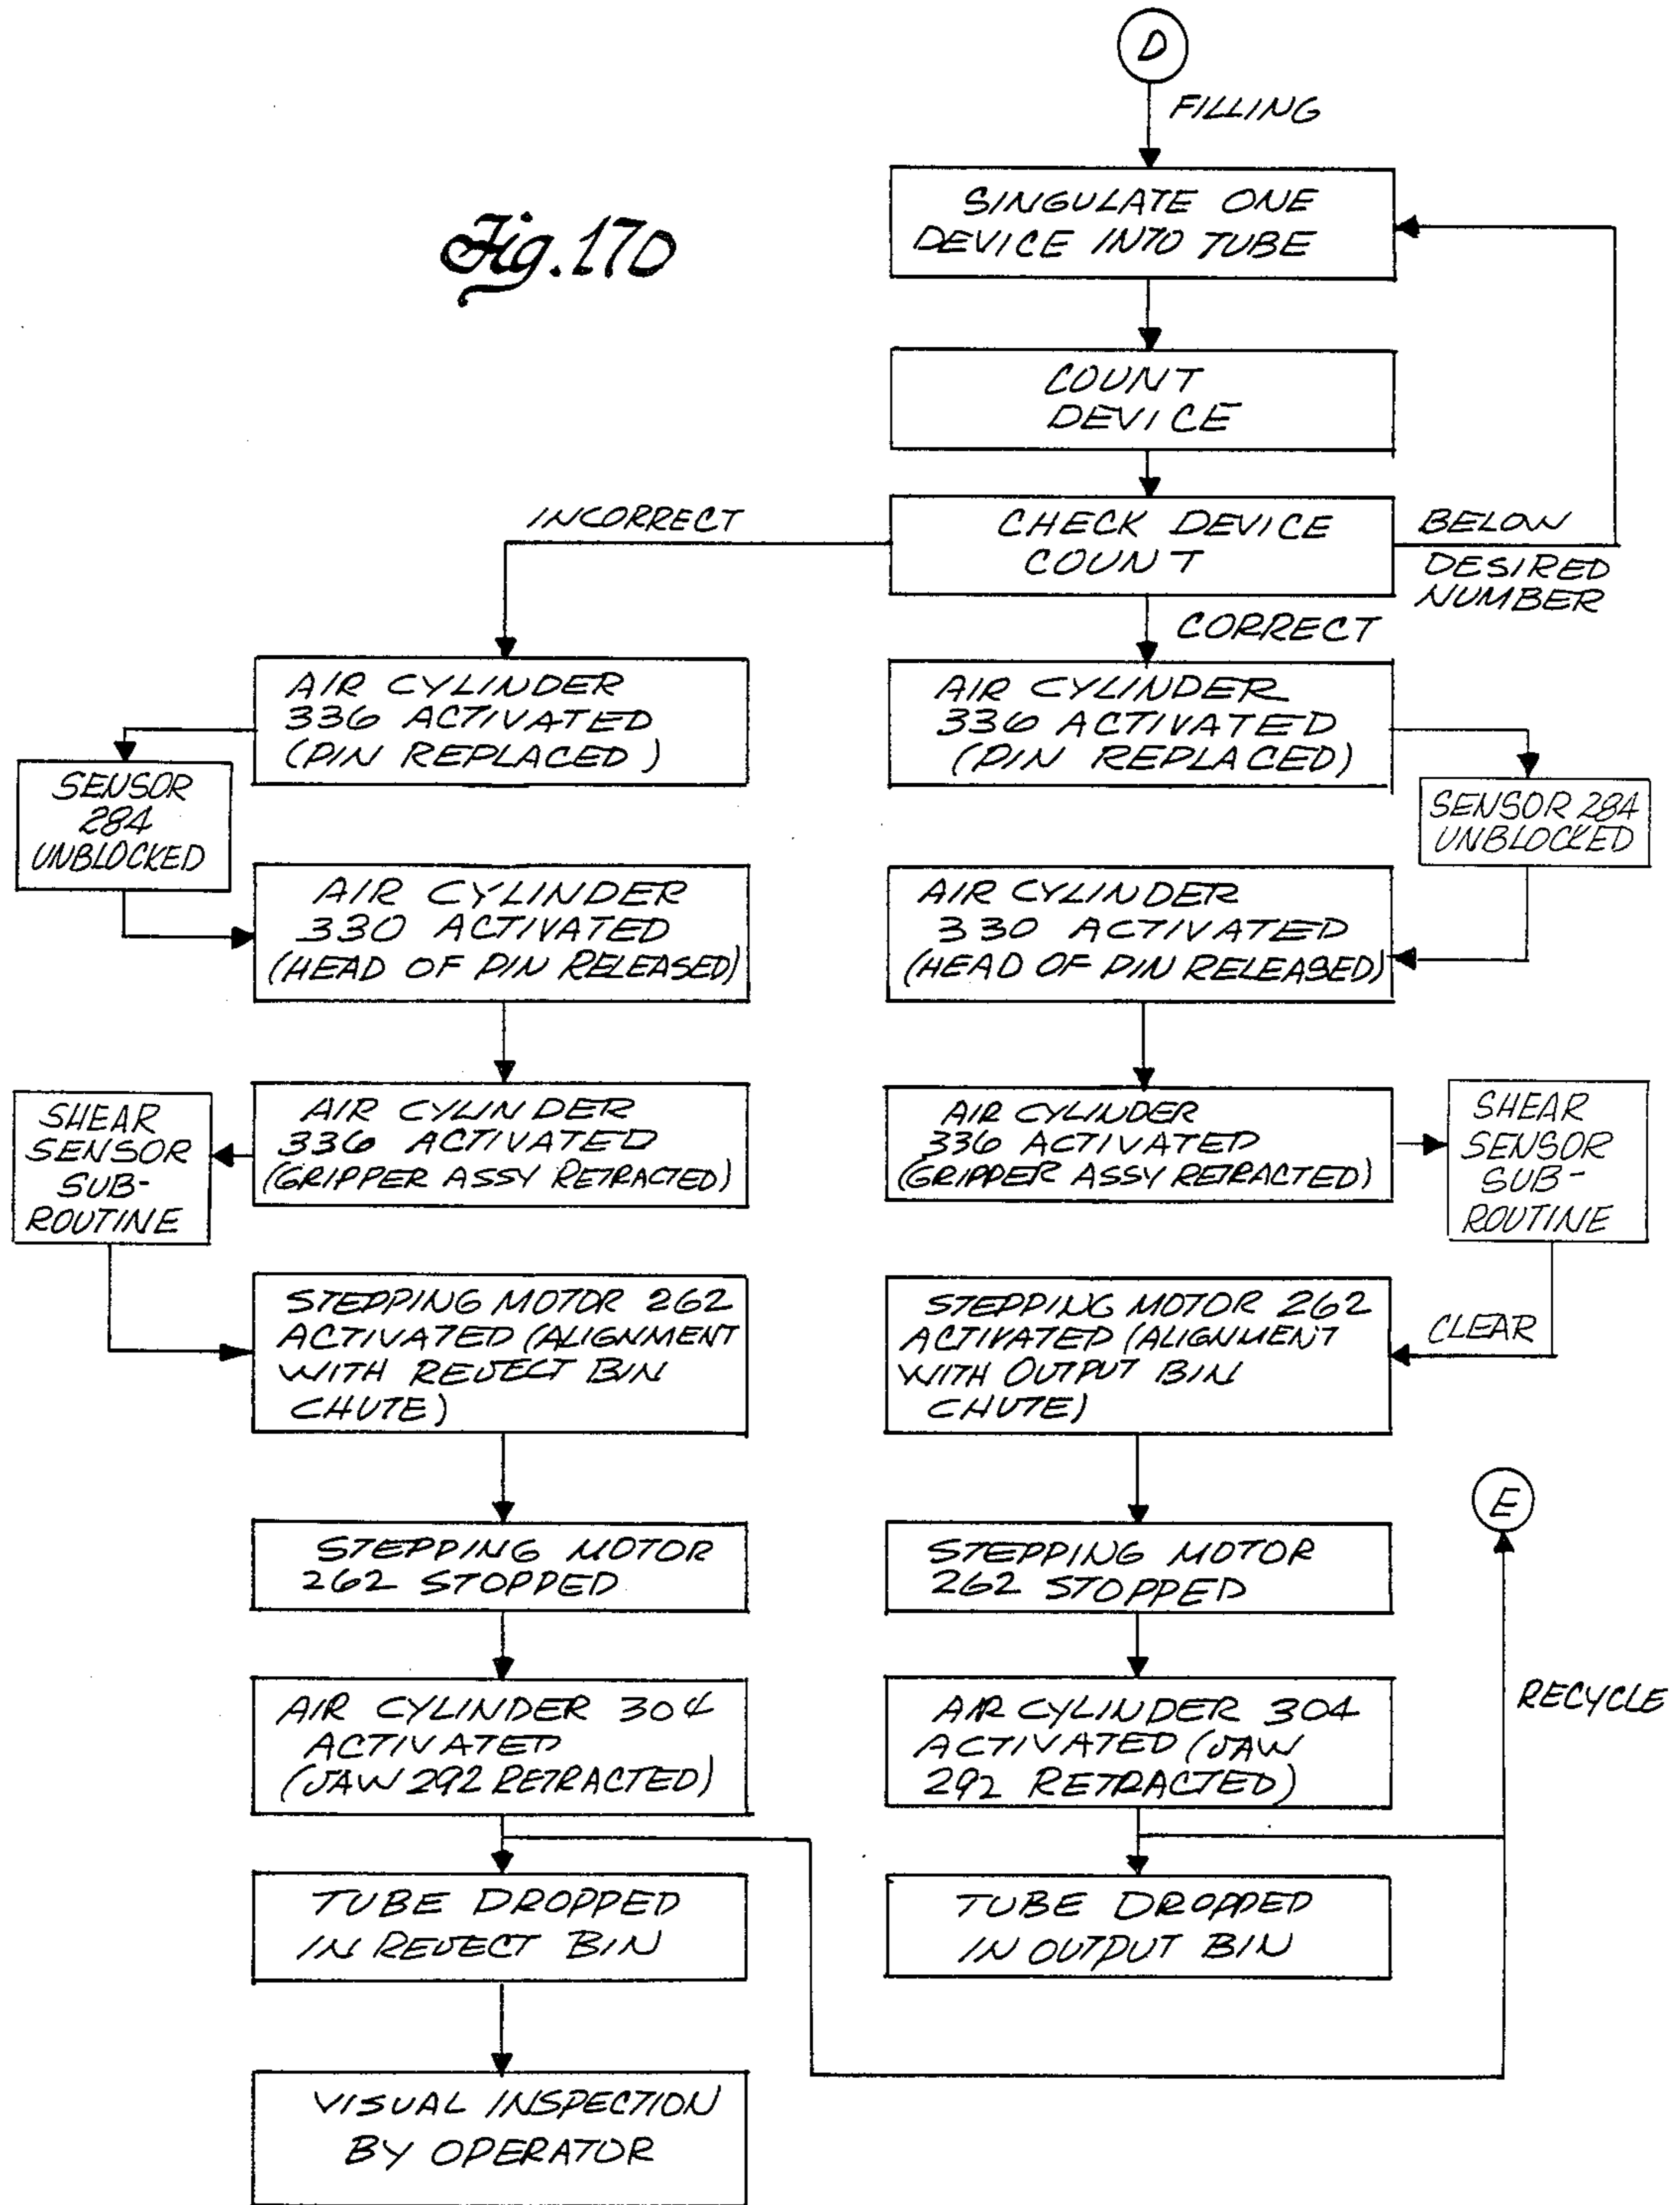 D
FILLING
Fig. 17D
SINGULATE ONE
DEVICE INTO TUBE
COUNT
DEVICE
CHECK DEVICE
COUNT
INCORRECT
BELOW
DESIRED
NUMBER
CORRECT
AIR CYLINDER
336 ACTIVATED
(PIN REPLACED)
AIR CYLINDER
336 ACTIVATED
(PIN REPLACED)
SENSOR
284
UNBLOCKED
SENSOR 284
UNBLOCKED
AIR CYLINDER
330 ACTIVATED
(HEAD OF PIN RELEASED)
AIR CYLINDER
330 ACTIVATED
(HEAD OF PIN RELEASED)
SHEAR
SENSOR
SUB-
ROUTINE
AIR CYLINDER
336 ACTIVATED
(GRIPPER ASSY RETRACTED)
AIR CYLINDER
336 ACTIVATED
(GRIPPER ASSY RETRACTED)
SHEAR
SENSOR
SUB-
ROUTINE
STEPPING MOTOR 262
ACTIVATED (ALIGNMENT
WITH REJECT BIN
CHUTE)
STEPPING MOTOR 262
ACTIVATED (ALIGNMENT
WITH OUTPUT BIN
CHUTE)
CLEAR
STEPPING MOTOR
262 STOPPED
STEPPING MOTOR
262 STOPPED
E
RECYCLE
AIR CYLINDER 304
ACTIVATED
(JAW 292 RETRACTED)
AIR CYLINDER 304
ACTIVATED (JAW
292 RETRACTED)
TUBE DROPPED
IN REJECT BIN
TUBE DROPPED
IN OUTPUT BIN
VISUAL INSPECTION
BY OPERATOR